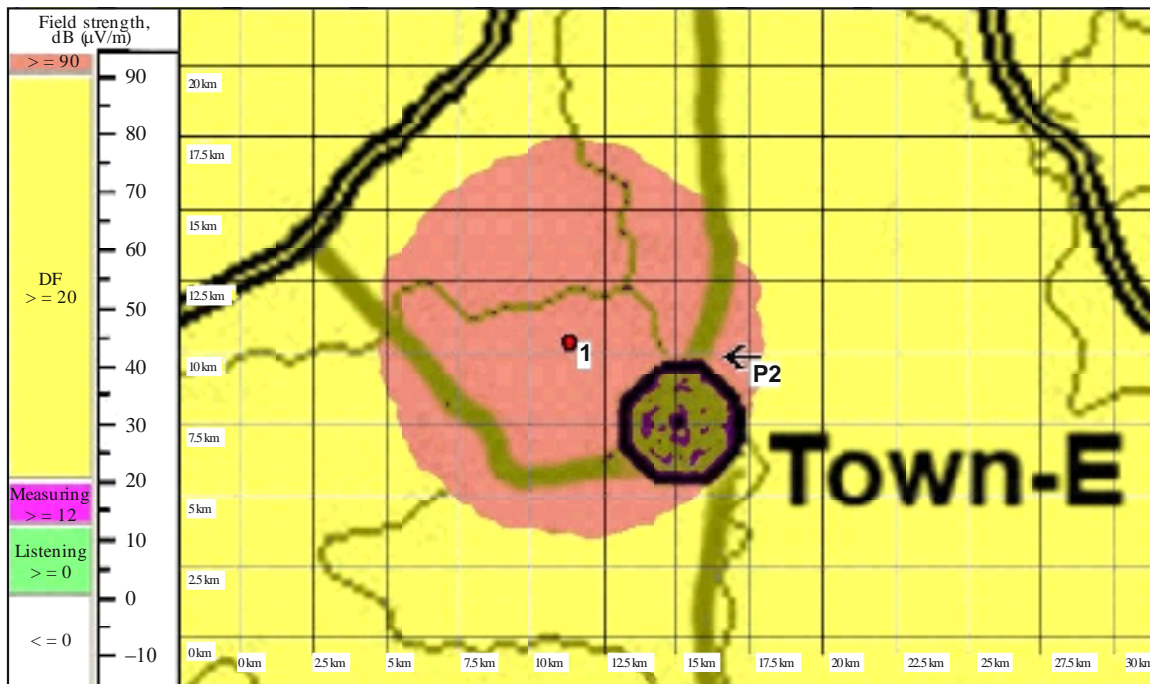 Field strength,
dB (µV/m)
> = 90
90
80
70
60
DF
> = 20
50
40
30
20
Measuring
> = 12
10
Listening
> = 0
0
< = 0
–10
20 km
17.5 km
15 km
12.5 km
10 km
7.5 km
5 km
2.5 km
0 km
1
P2
Town-E
0 km 2.5 km 5 km 7.5 km 10 km 12.5 km 15 km 17.5 km 20 km 22.5 km 25 km 27.5 km 30 km